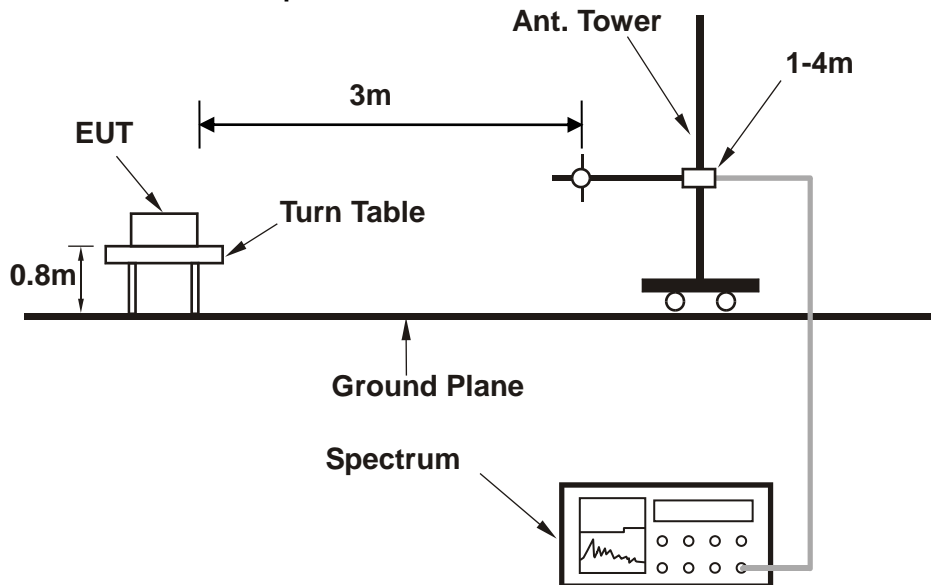 Ant. Tower
1-4m
3m
EUT
Turn Table
0.8m
Ground Plane
Spectrum